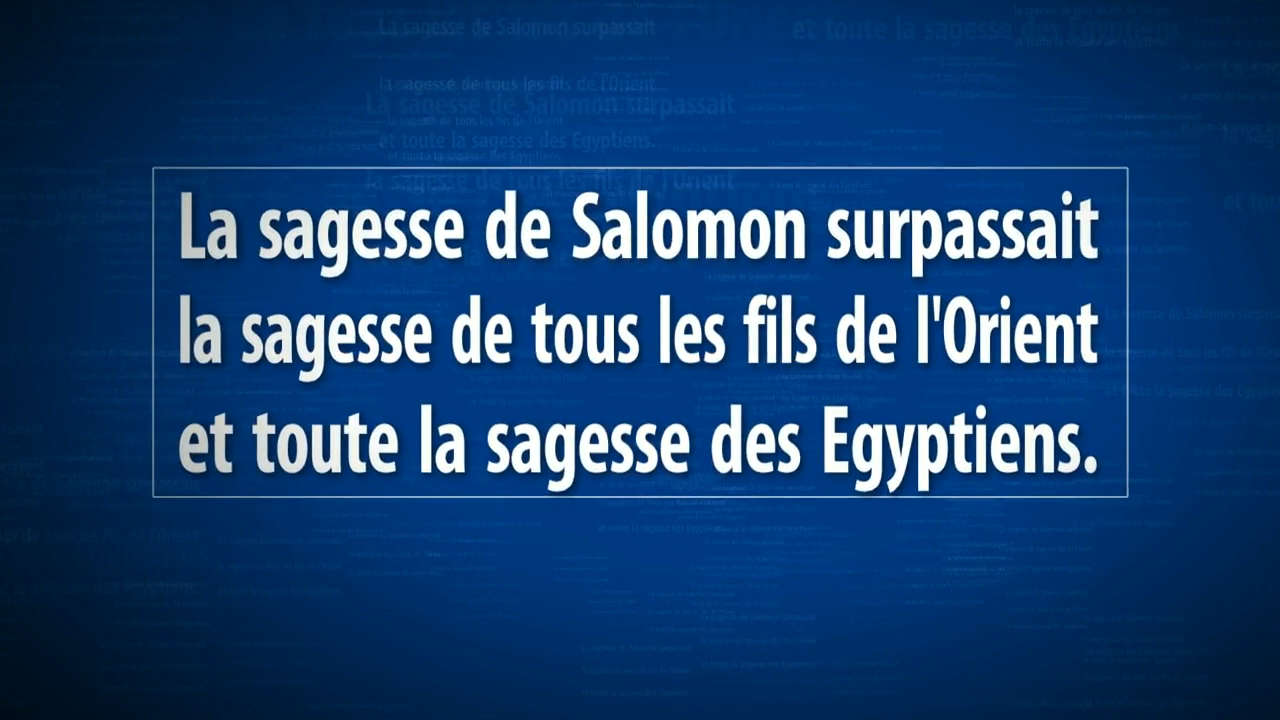 La sagesse de Salomon surpassait
la sagesse de tous les fils de l'Orient
et toute la sagesse des Egyptiens.